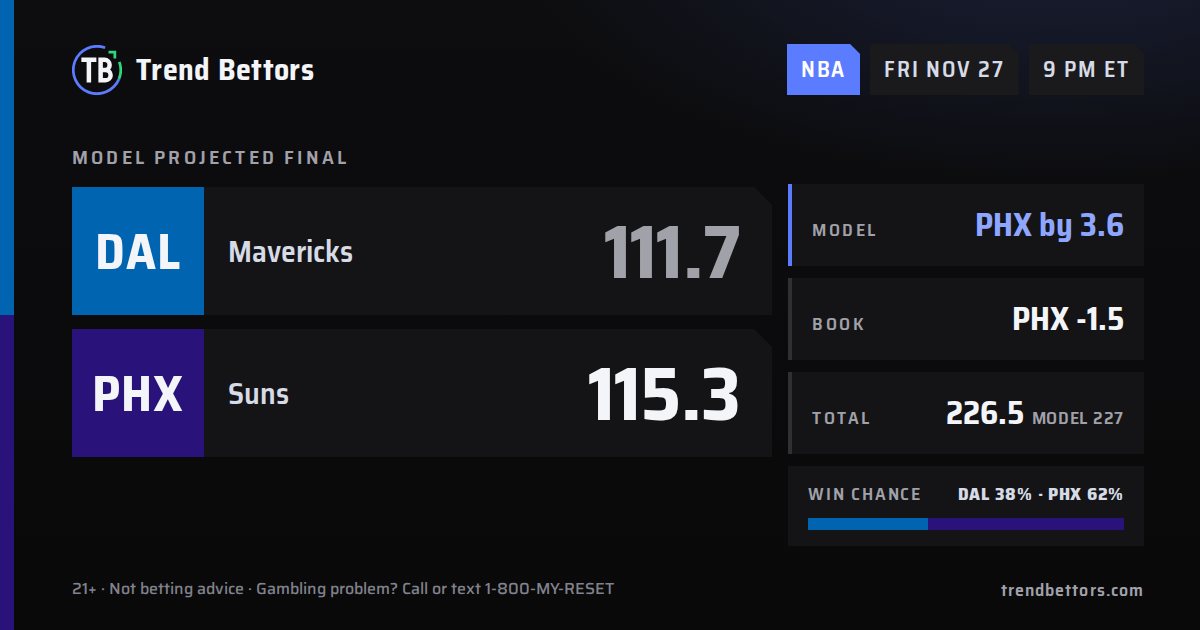 TB Trend Bettors
NBA FRI NOV 27 9 PM ET
MODEL PROJECTED FINAL
DAL Mavericks 111.7
PHX Suns 115.3
MODEL PHX by 3.6
BOOK PHX -1.5
TOTAL 226.5 MODEL 227
WIN CHANCE DAL 38% · PHX 62%
21+ · Not betting advice · Gambling problem? Call or text 1-800-MY-RESET
trendbettors.com